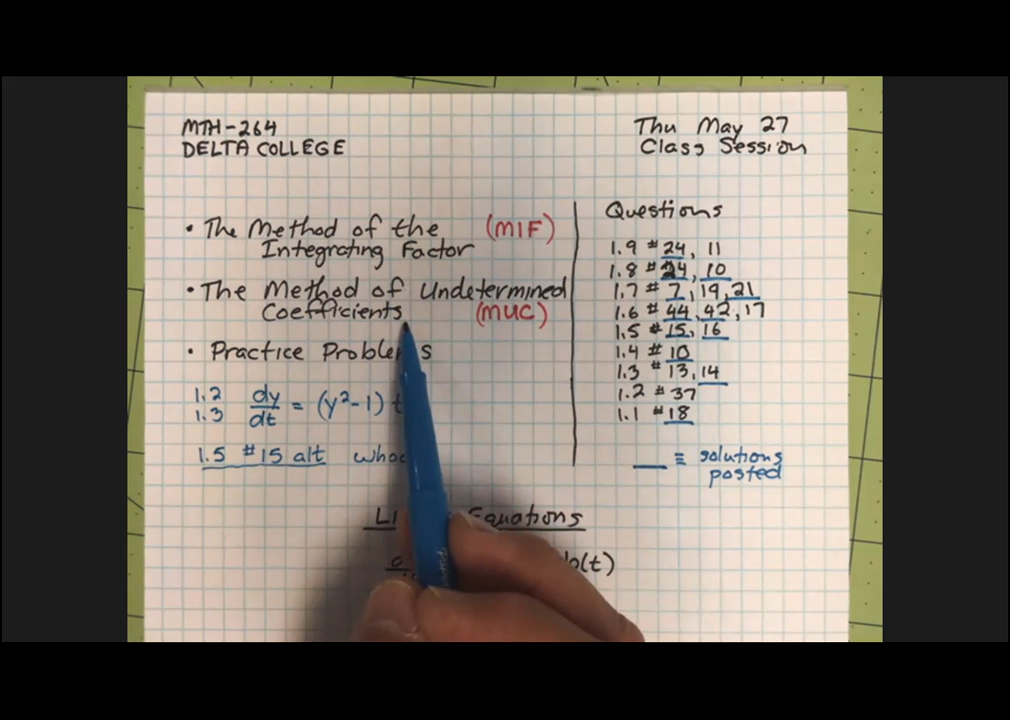 MTH-264
DELTA COLLEGE
Thu May 27
Class Session
• The Method of the (MIF)
Integrating Factor
• The Method of Undetermined
Coefficients (MUC)
• Practice Problems
1.2
1.3 dy/dt = (y²-1) t
1.5 #15 alt
Questions
1.9 #24, 11
1.8 #24, 10
1.7 #7, 19, 21
1.6 #44, 42, 17
1.5 #15, 16
1.4 #10
1.3 #13, 14
1.2 #37
1.1 #18
__ ≡ solutions
posted
Equations
b(t)